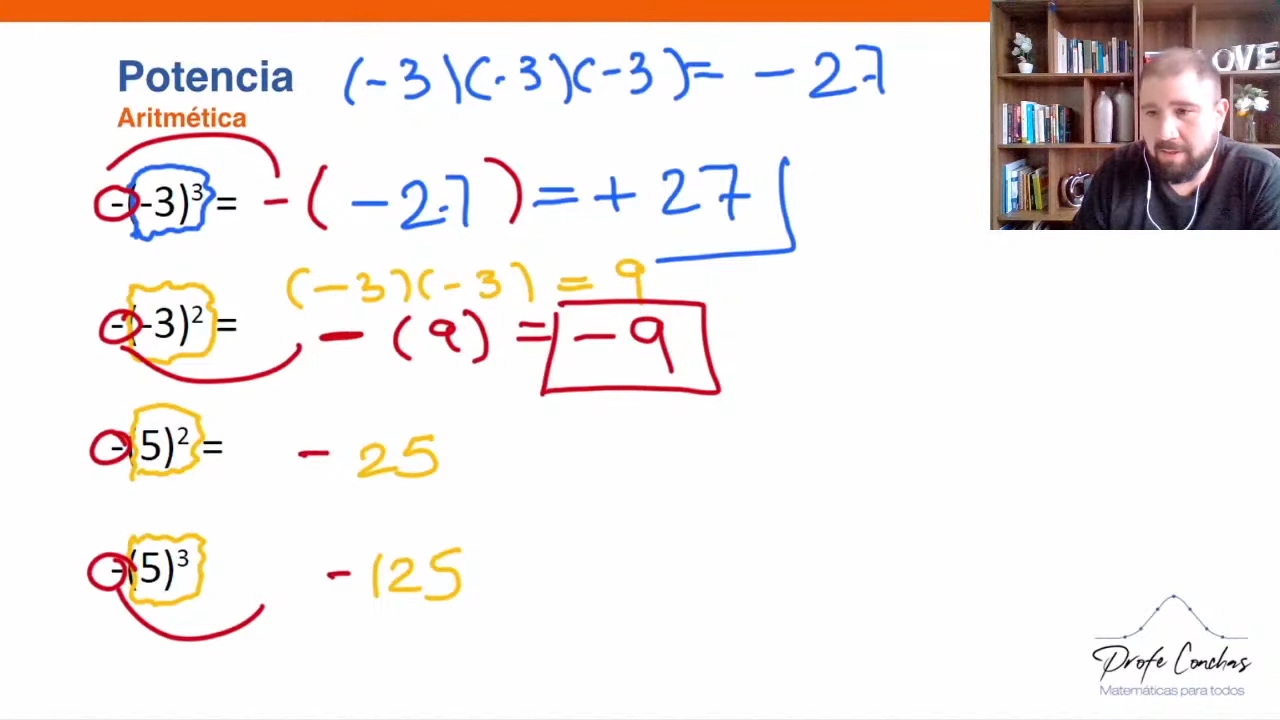 Potencia
(-3)(-3)(-3)= -27
Aritmética
-(-3)³= -(-27)=+27
(-3)(-3) = 9
-(-3)²= -(9) = -9
-(5)²= -25
-(5)³ -125
OVE
Profe Conchas
Matemáticas para todos